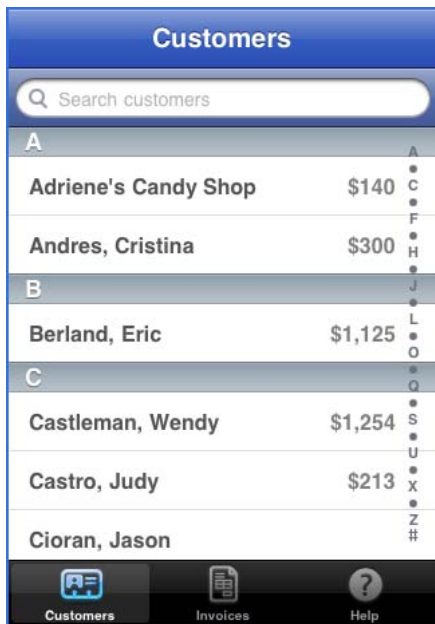 Customers
Search customers
A
Adriene's Candy Shop $140
Andres, Cristina $300
B
Berland, Eric $1,125
C
Castleman, Wendy $1,254
Castro, Judy $213
Cioran, Jason
A
C
F
H
J
L
O
Q
S
U
X
Z
#
Customers Invoices Help